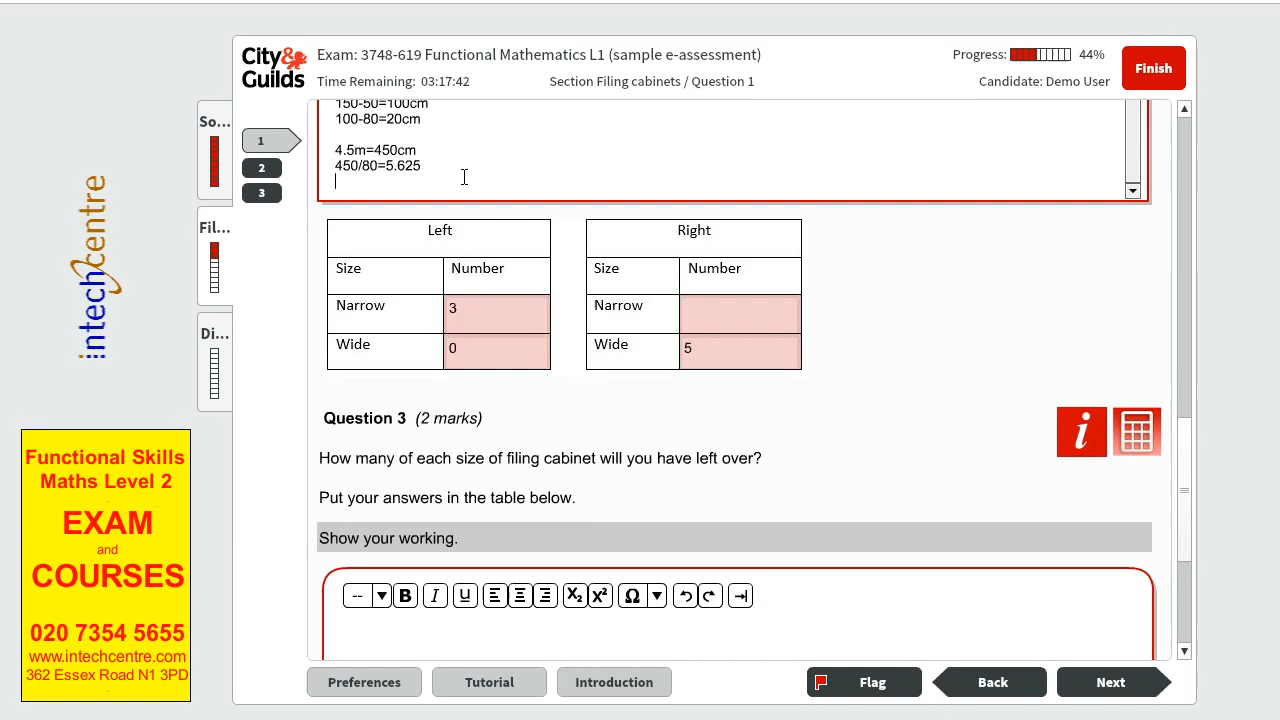 City&
Guilds
Exam: 3748-619 Functional Mathematics L1 (sample e-assessment)
Progress:
44%
Finish
Time Remaining: 03:17:42
Section Filing cabinets / Question 1
Candidate: Demo User
So...
Fil...
Di...
1
2
3
150-50=100cm
100-80=20cm
4.5m=450cm
450/80=5.625
Left
Size Number
Narrow 3
Wide 0
Right
Size Number
Narrow
Wide 5
Question 3 (2 marks)
How many of each size of filing cabinet will you have left over?
Put your answers in the table below.
Show your working.
i
-- B I U X₂ X² Ω
Preferences
Tutorial
Introduction
Flag
Back
Next
intechcentre
Functional Skills
Maths Level 2
EXAM
and
COURSES
020 7354 5655
www.intechcentre.com
362 Essex Road N1 3PD